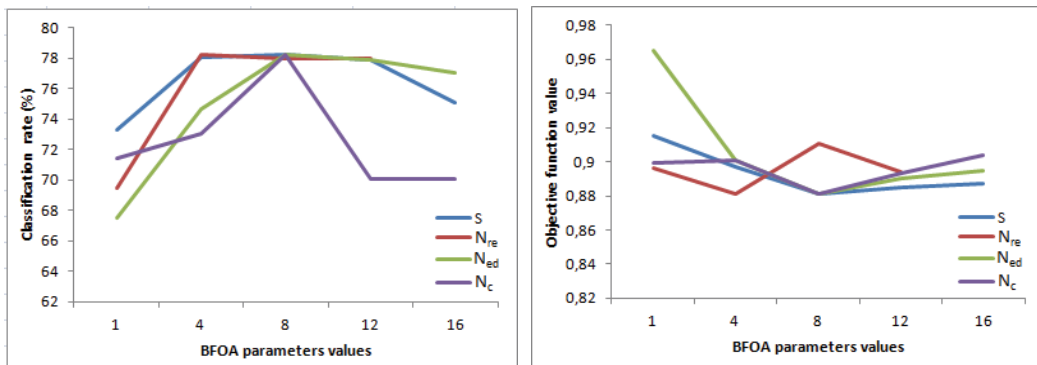 Classification rate (%)
80
78
76
74
72
70
68
66
64
62
1 4 8 12 16
BFOA parameters values
S
Nre
Ned
Nc
Objective function value
0,98
0,96
0,94
0,92
0,9
0,88
0,86
0,84
0,82
1 4 8 12 16
BFOA parameters values
S
Nre
Ned
Nc